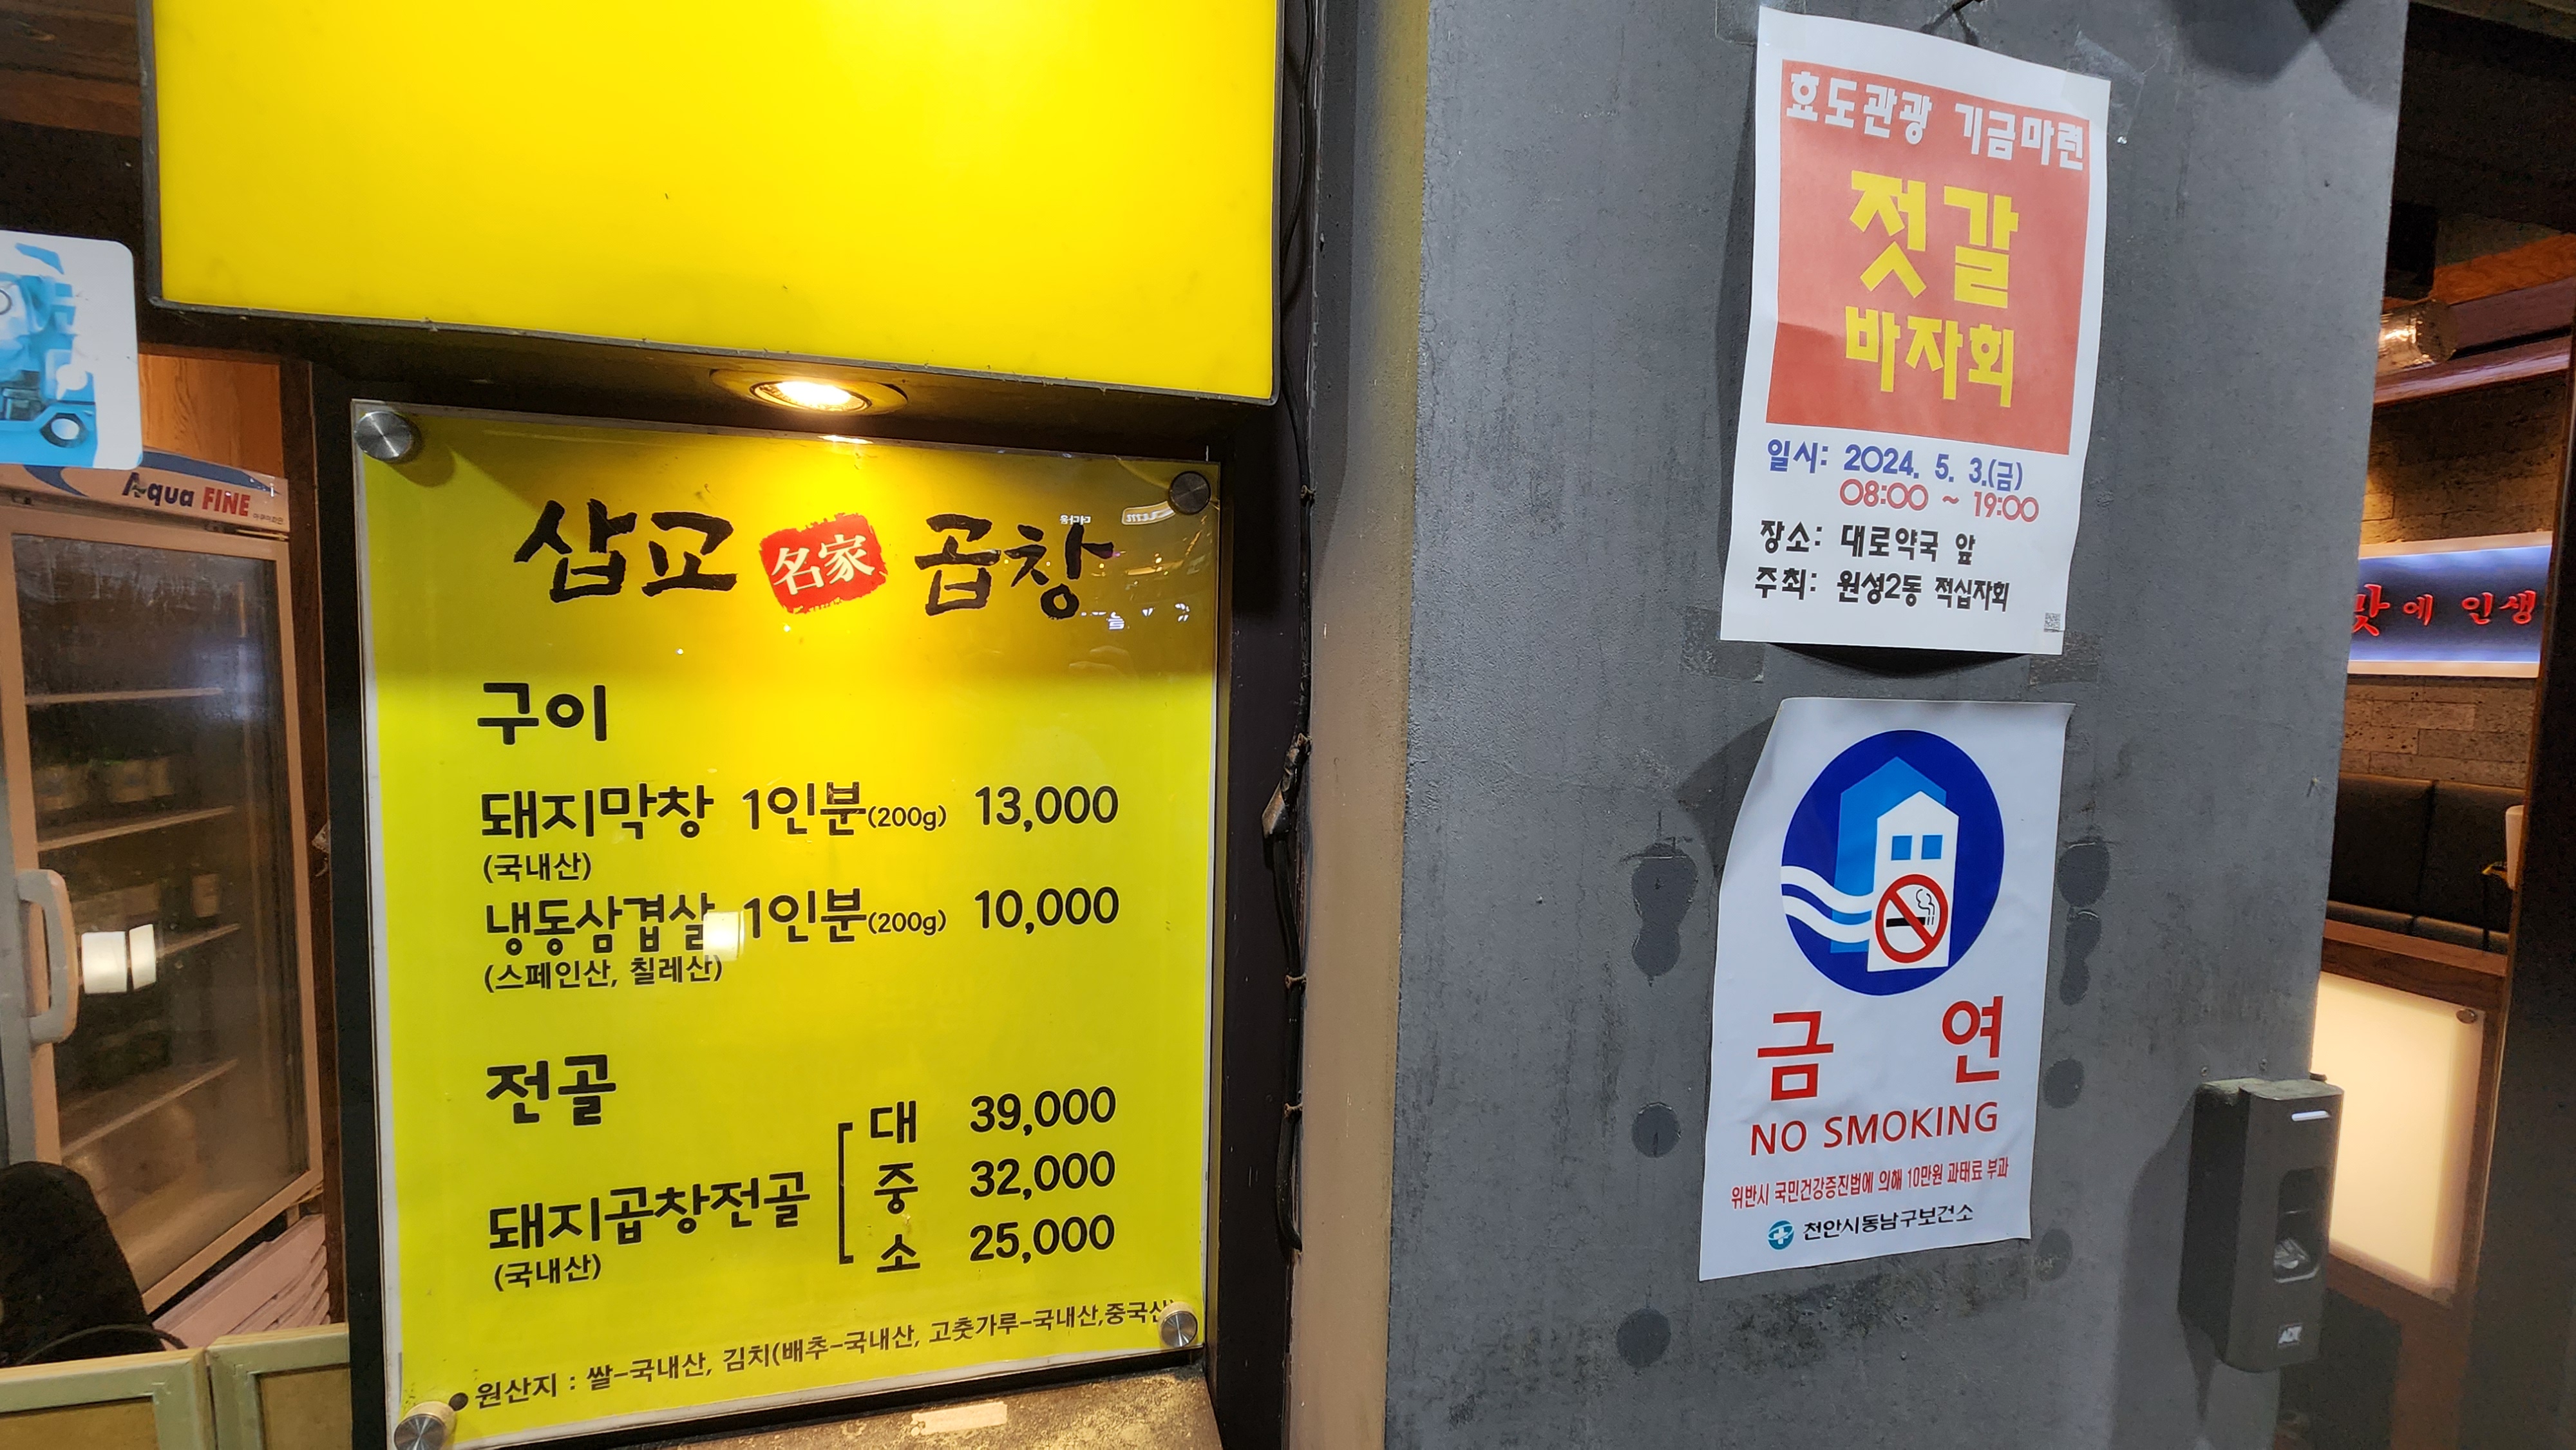 Aqua FINE
삽교 名家 곱창
구이
돼지막창 1인분(200g) 13,000
(국내산)
냉동삼겹살 1인분(200g) 10,000
(스페인산, 칠레산)
전골
돼지곱창전골
(국내산)
대 39,000
중 32,000
소 25,000
●원산지 : 쌀-국내산, 김치(배추-국내산, 고춧가루-국내산,중국산)
효도관광 기금마련
젓갈
바자회
일시: 2024. 5. 3.(금)
08:00 ~ 19:00
장소: 대로약국 앞
주최: 원성2동 적십자회
금 연
NO SMOKING
위반시 국민건강증진법에 의해 10만원 과태료 부과
천안시동남구보건소
맛에 인생